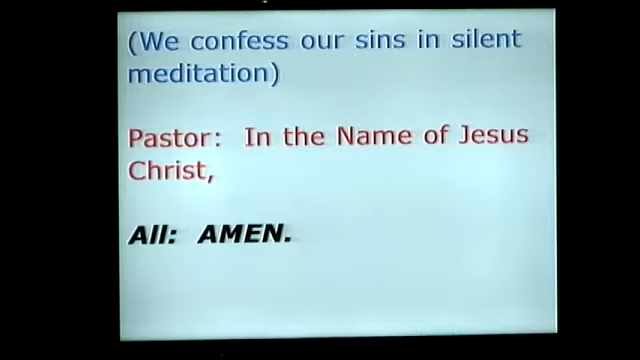 (We confess our sins in silent
meditation)
Pastor: In the Name of Jesus
Christ,
All: AMEN.